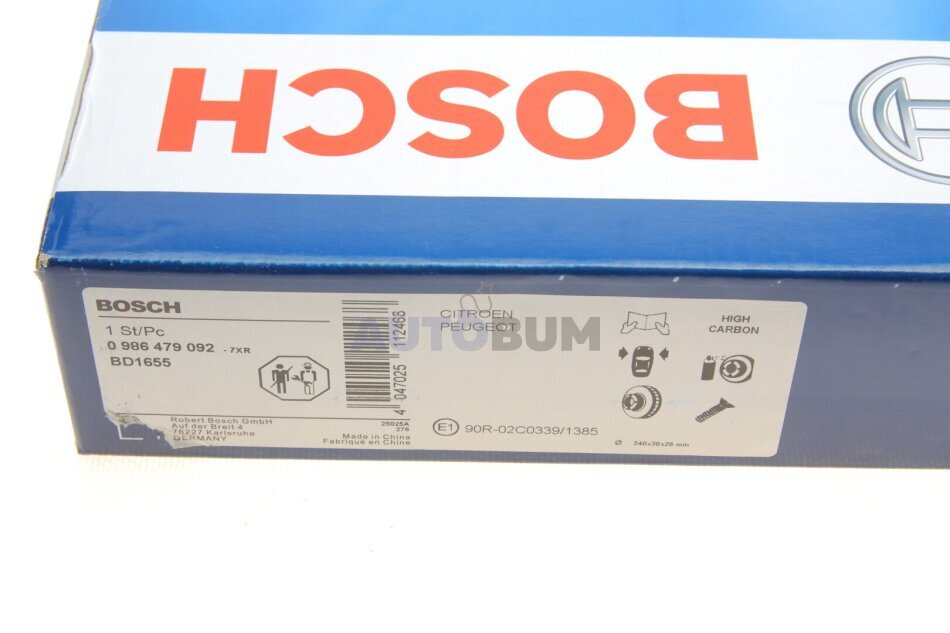 BOSCH
BOSCH
1 St/Pc
0 986 479 092 - 7XR
BD1655
4 047025 112468
CITROEN
PEUGEOT
HIGH
CARBON
AUTOBUM
Robert Bosch GmbH
Auf der Breit 4
76227 Karlsruhe
GERMANY
25025A
276
Made in China
Fabriqué en Chine
E1 90R-02C0339/1385
Ø 340x30x28 mm